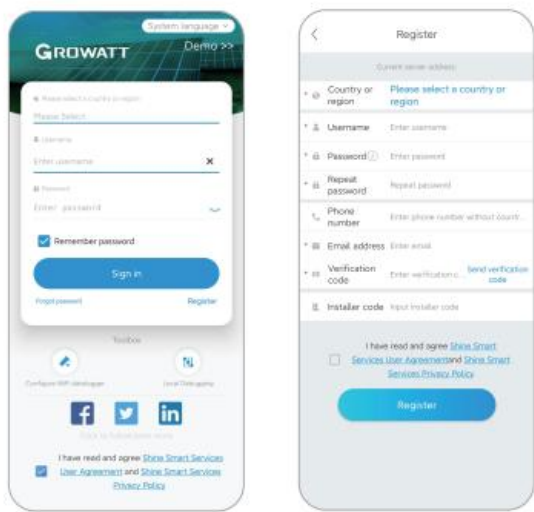 System language
GROWATT
Demo >>
Please select a country or region
Please Select
Username
Enter username
Password
Enter password
Remember password
Sign in
Forgot password
Register
Toolbox
Configure WiFi datalogger
Local Debugging
Click to follow
I have read and agree Shine Smart Services
User Agreement and Shine Smart Services
Privacy Policy
Register
Current server address:
* Country or
region
Please select a country or
region
* Username
Enter username
* Password
Enter password
* Repeat
password
Repeat password
Phone
number
Enter phone number without countr...
* Email address
Enter email
* Verification
code
Enter verification c...
Send verification
code
Installer code
Input installer code
I have read and agree Shine Smart
Services User Agreementand Shine Smart
Services Privacy Policy
Register